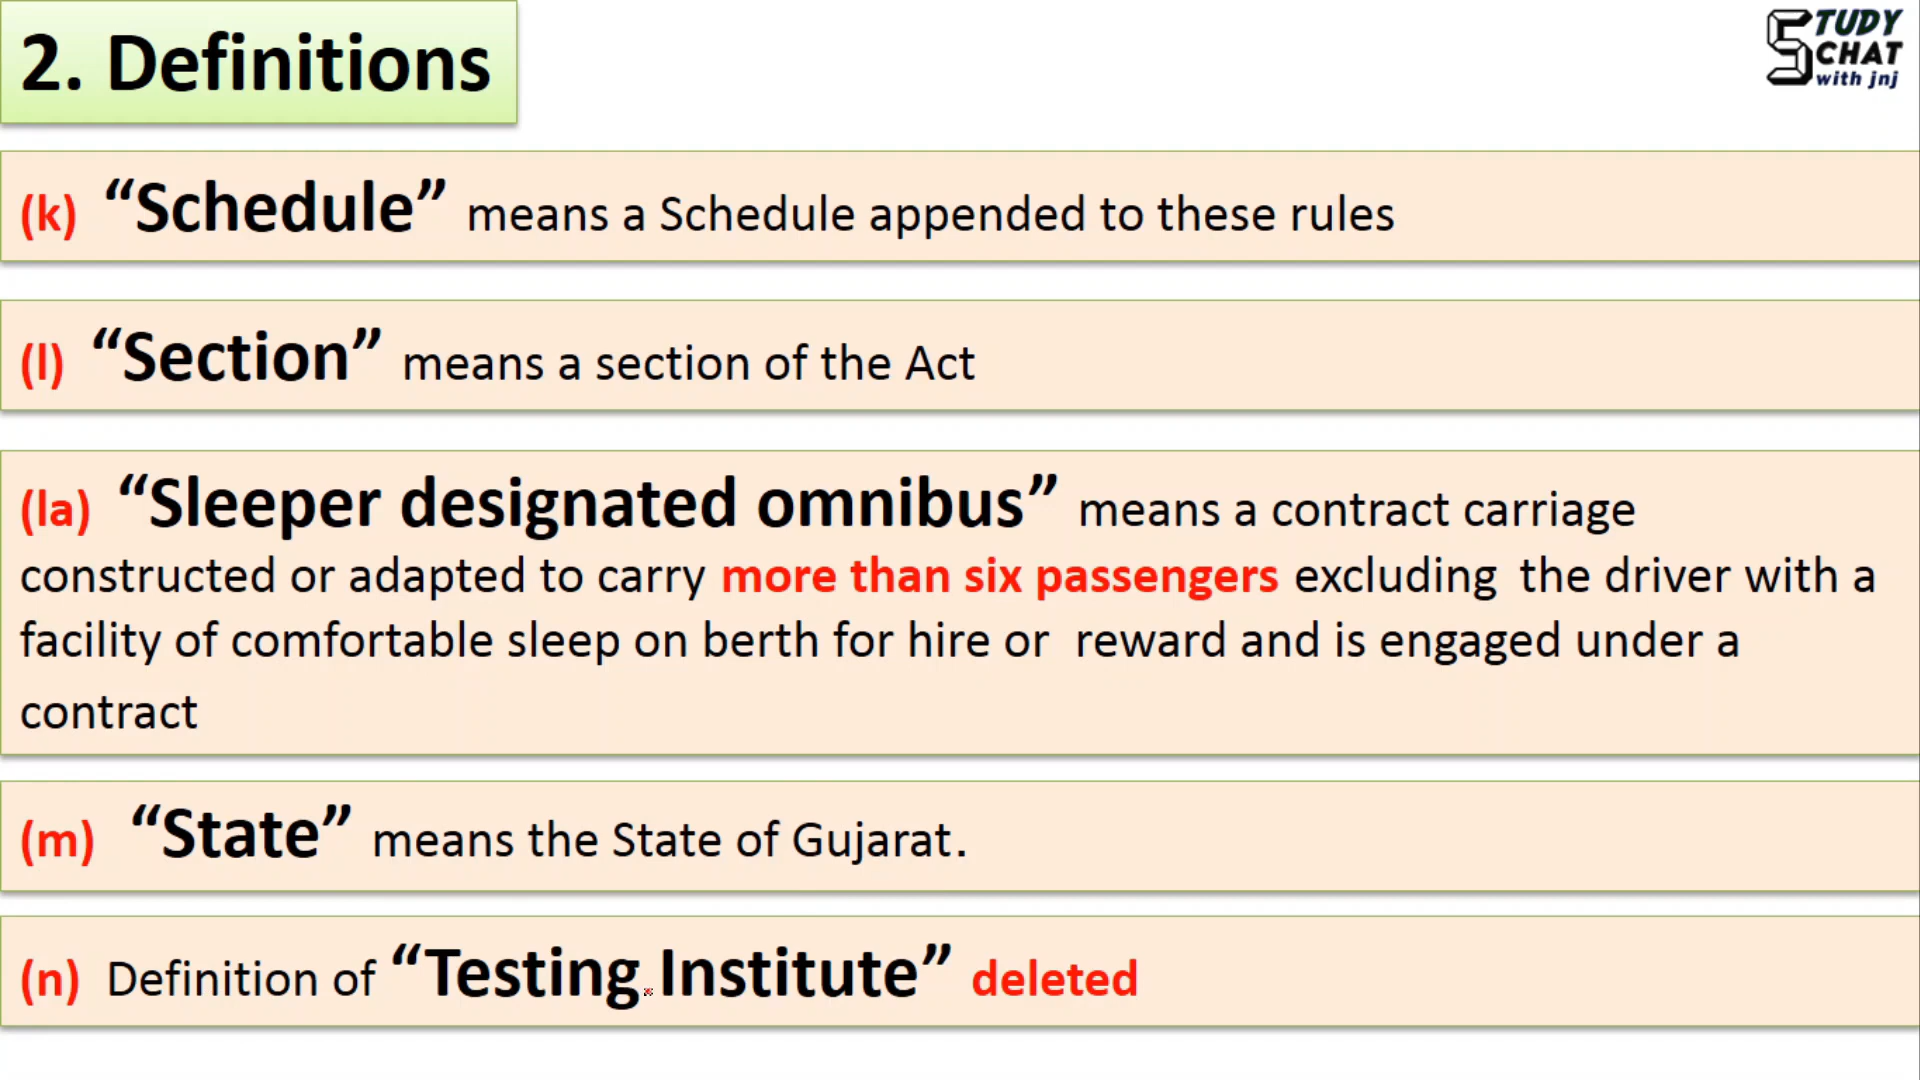 2. Definitions
STUDY
CHAT
with jnj
(k) “Schedule” means a Schedule appended to these rules
(l) “Section” means a section of the Act
(la) “Sleeper designated omnibus” means a contract carriage
constructed or adapted to carry more than six passengers excluding the driver with a
facility of comfortable sleep on berth for hire or reward and is engaged under a
contract
(m) “State” means the State of Gujarat.
(n) Definition of “Testing Institute” deleted